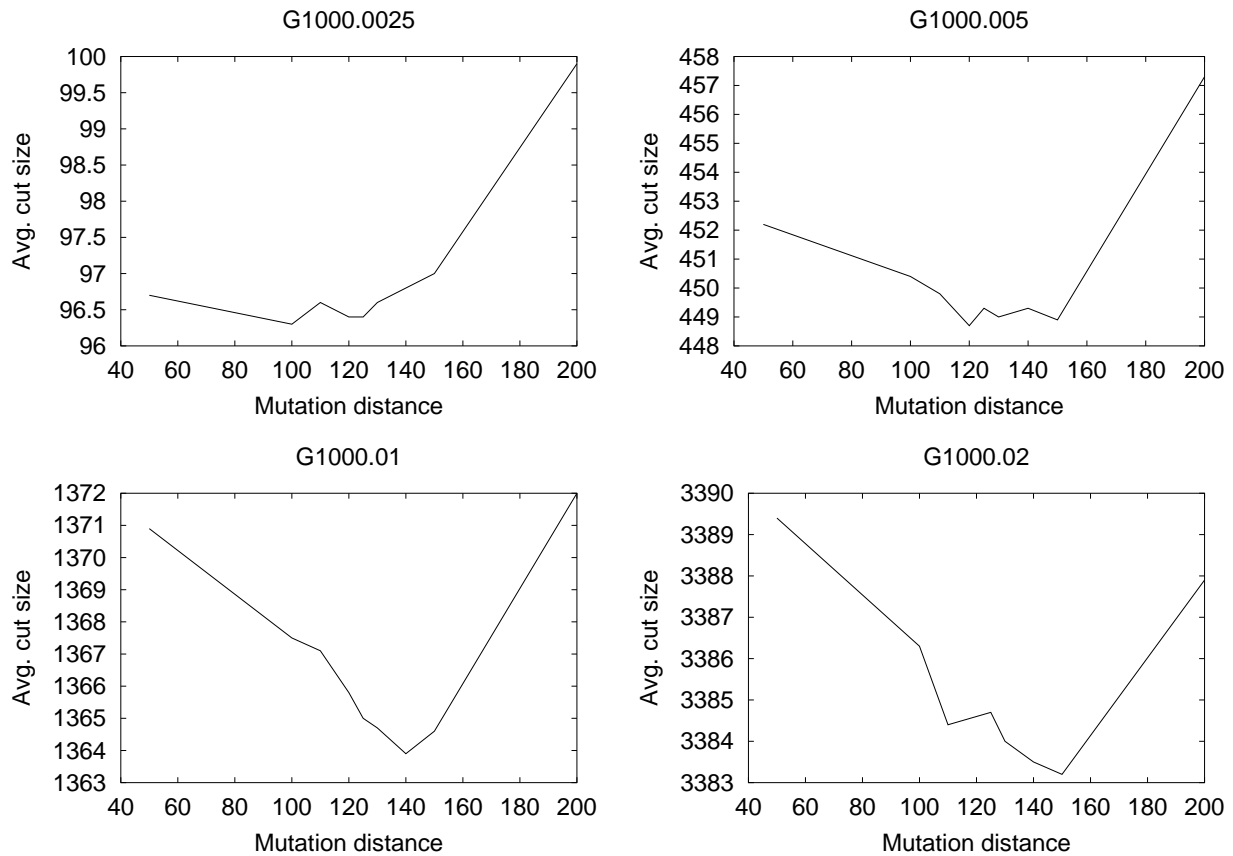 G1000.0025
100
99.5
99
98.5
98
97.5
97
96.5
96
Avg. cut size
40 60 80 100 120 140 160 180 200
Mutation distance
G1000.005
458
457
456
455
454
453
452
451
450
449
448
Avg. cut size
40 60 80 100 120 140 160 180 200
Mutation distance
G1000.01
1372
1371
1370
1369
1368
1367
1366
1365
1364
1363
Avg. cut size
40 60 80 100 120 140 160 180 200
Mutation distance
G1000.02
3390
3389
3388
3387
3386
3385
3384
3383
Avg. cut size
40 60 80 100 120 140 160 180 200
Mutation distance